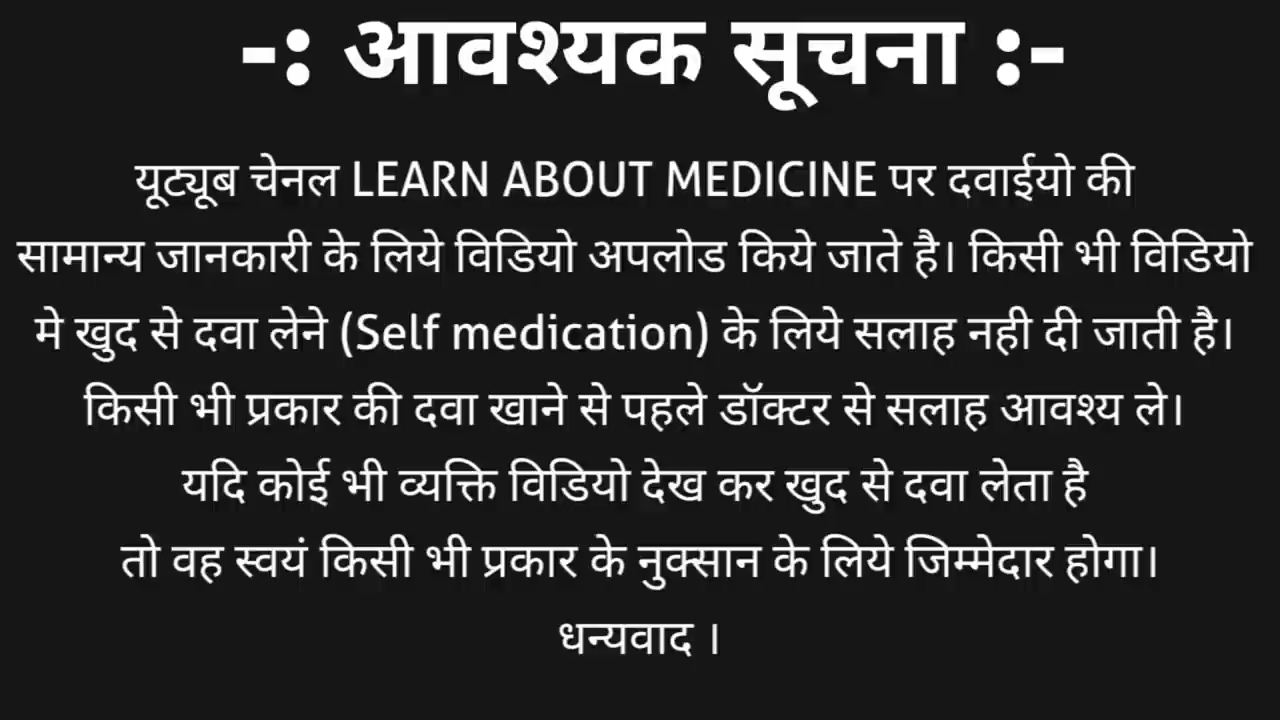 -: आवश्यक सूचना :-
यूट्यूब चेनल LEARN ABOUT MEDICINE पर दवाईयो की
सामान्य जानकारी के लिये विडियो अपलोड किये जाते है। किसी भी विडियो
मे खुद से दवा लेने (Self medication) के लिये सलाह नही दी जाती है।
किसी भी प्रकार की दवा खाने से पहले डॉक्टर से सलाह आवश्य ले।
यदि कोई भी व्यक्ति विडियो देख कर खुद से दवा लेता है
तो वह स्वयं किसी भी प्रकार के नुक्सान के लिये जिम्मेदार होगा।
धन्यवाद ।